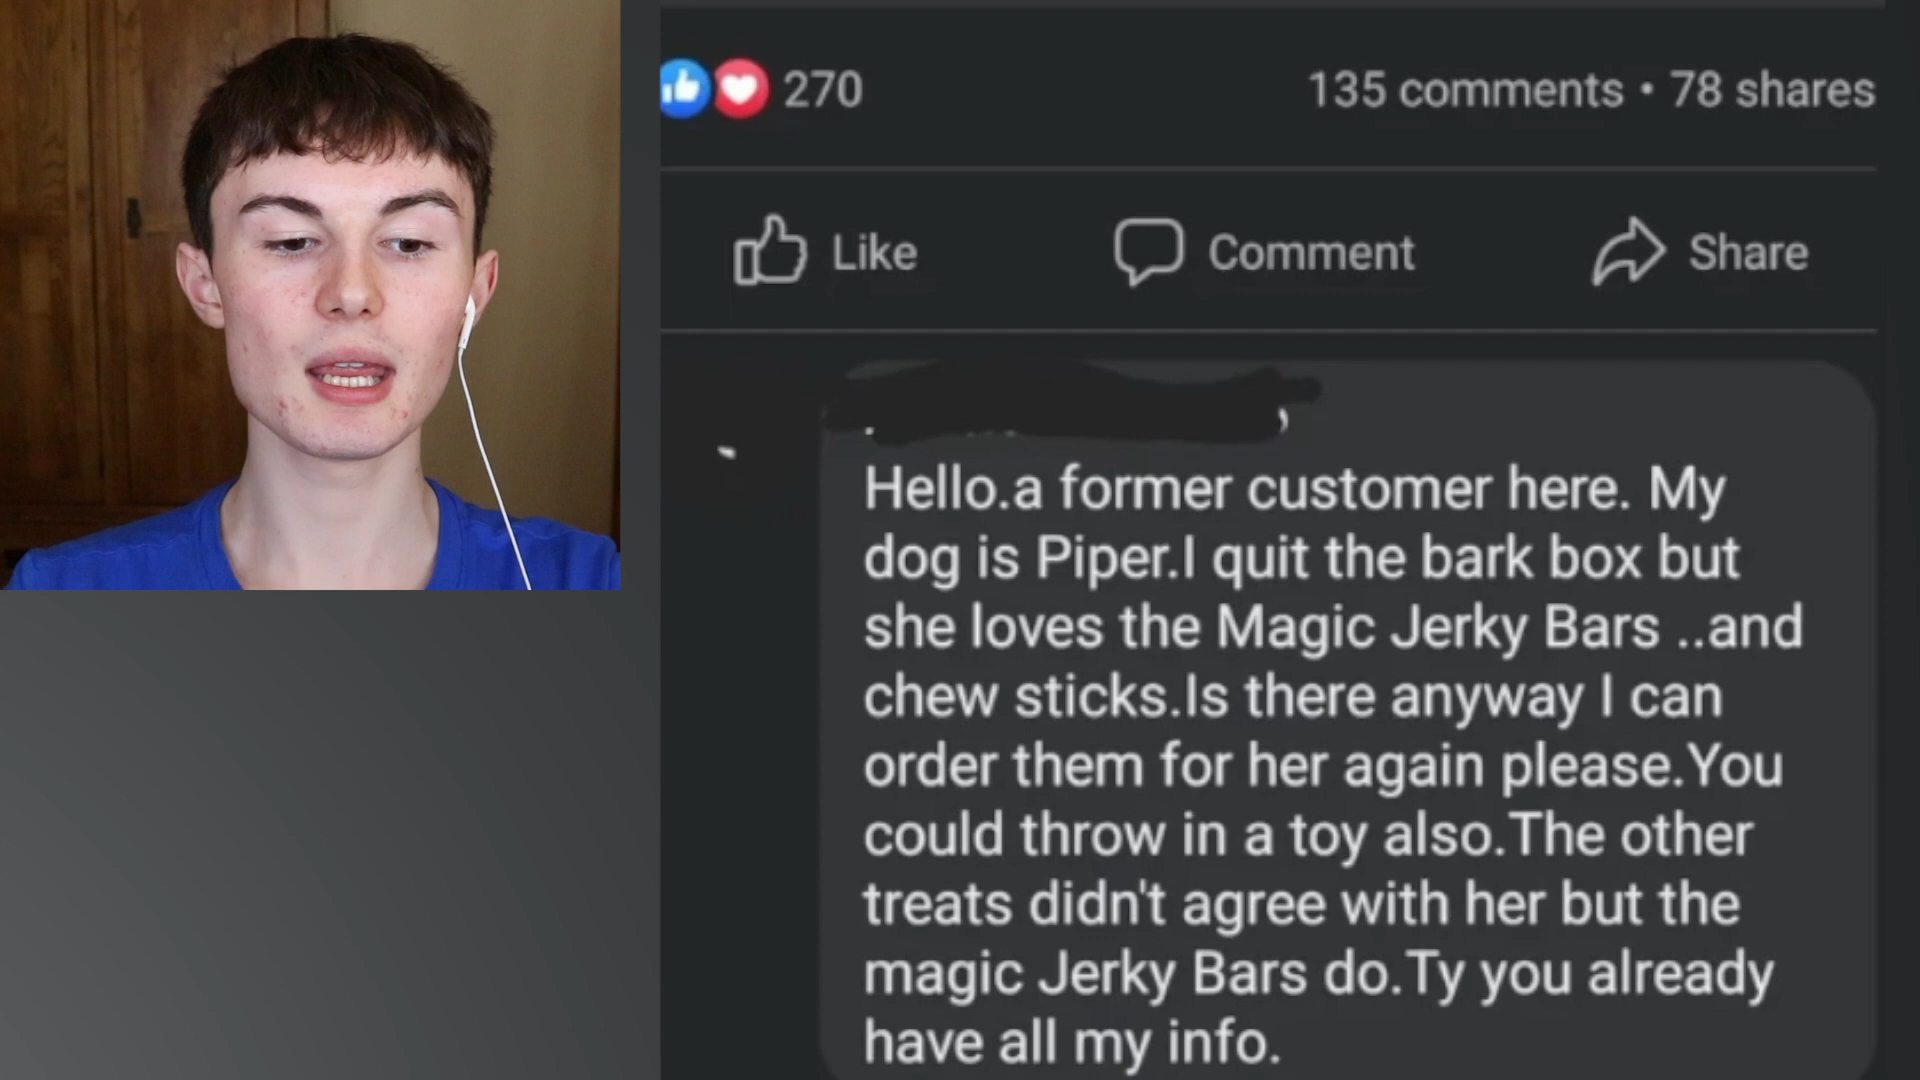 270
135 comments • 78 shares
Like
Comment
Share
Hello.a former customer here. My
dog is Piper.I quit the bark box but
she loves the Magic Jerky Bars ..and
chew sticks.Is there anyway I can
order them for her again please.You
could throw in a toy also.The other
treats didn't agree with her but the
magic Jerky Bars do.Ty you already
have all my info.